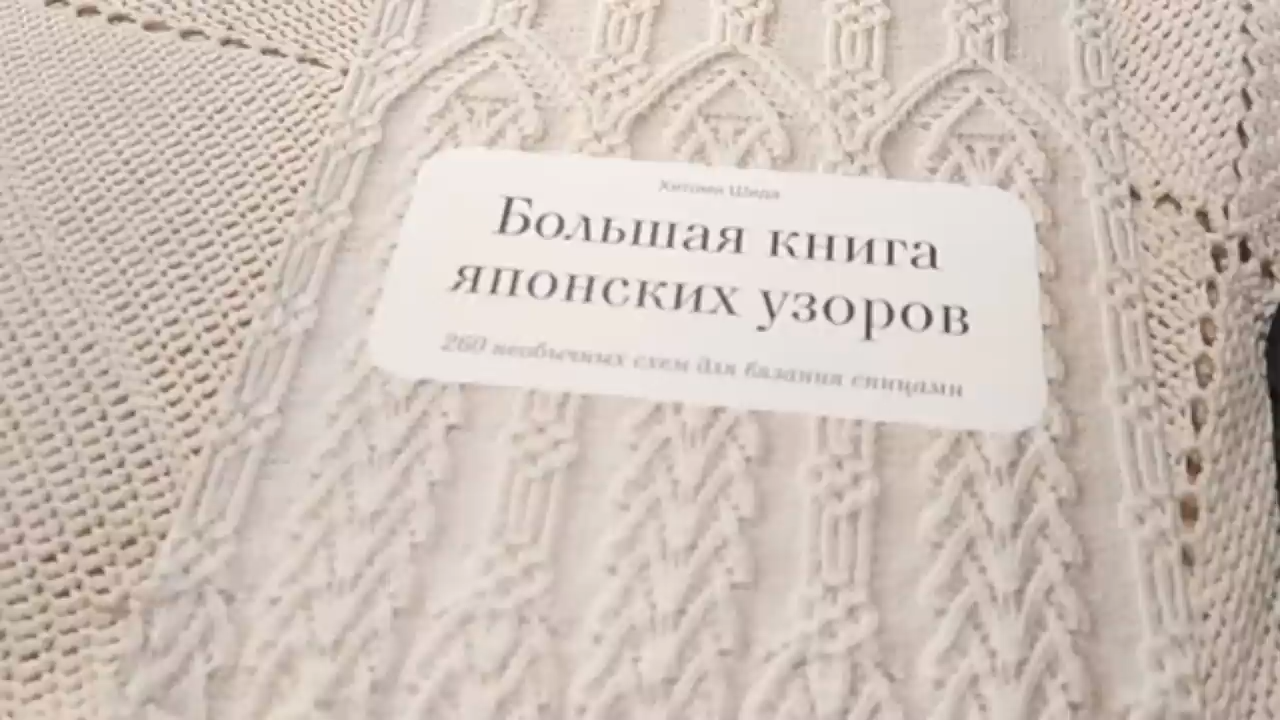 Хитоми Шида
Большая книга
японских узоров
260 необычных схем для вязания спицами